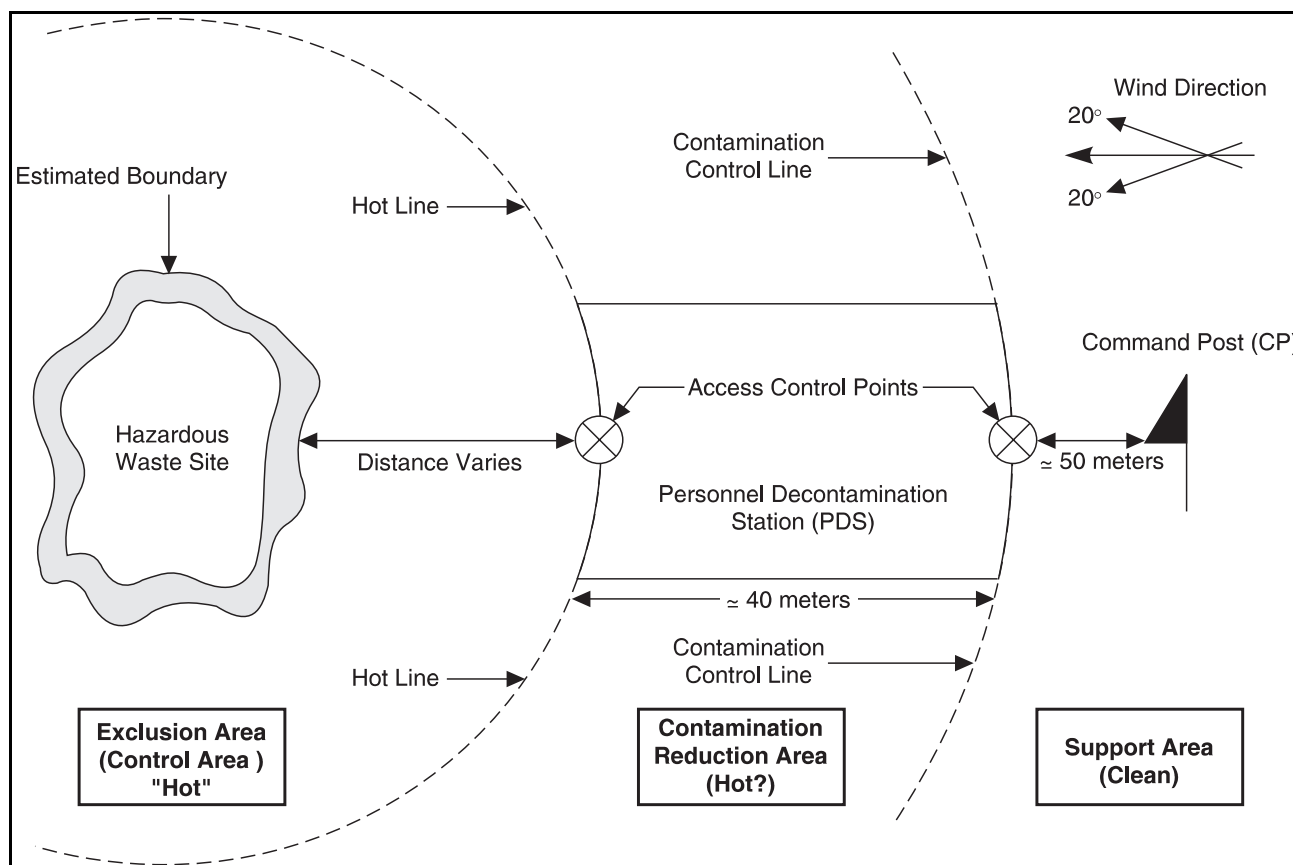 Wind Direction
20°
20°
Contamination
Control Line
Estimated Boundary
Hot Line
Command Post (CP)
Access Control Points
Hazardous
Waste Site
Distance Varies
≃ 50 meters
Personnel Decontamination
Station (PDS)
≃ 40 meters
Contamination
Control Line
Hot Line
Exclusion Area
(Control Area )
"Hot"
Contamination
Reduction Area
(Hot?)
Support Area
(Clean)